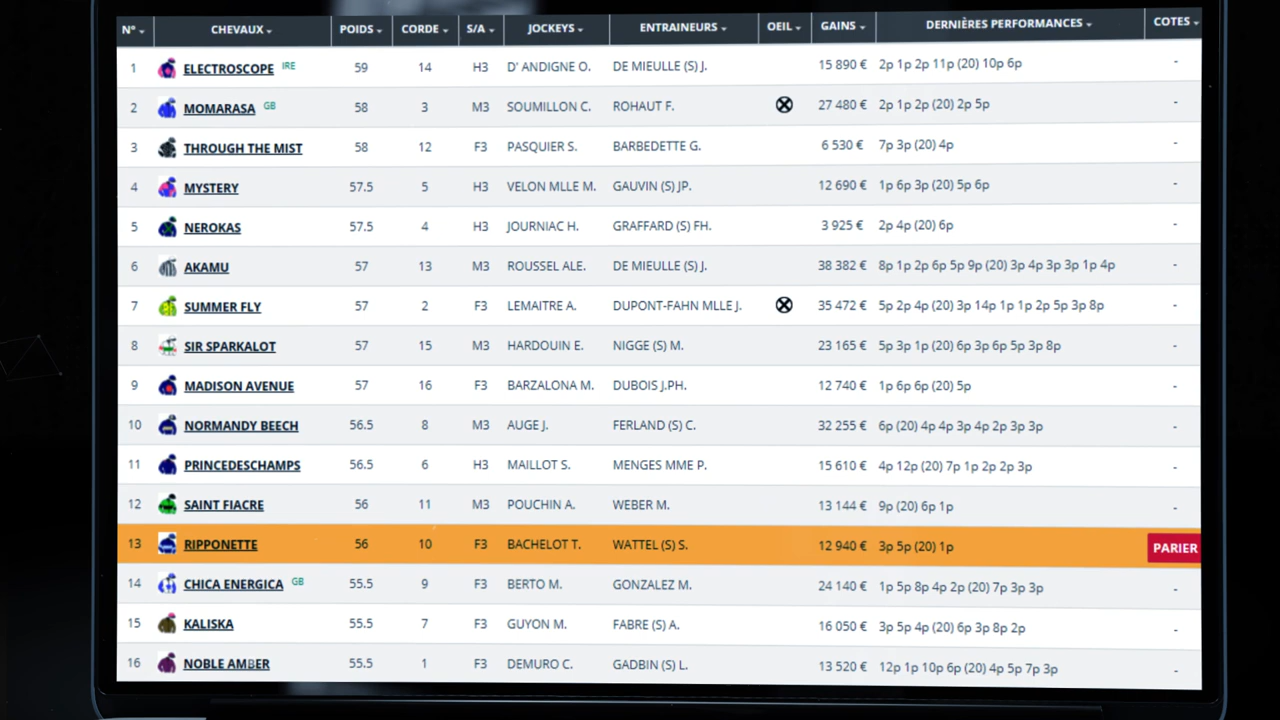 N° CHEVAUX POIDS CORDE S/A JOCKEYS ENTRAINEURS OEIL GAINS DERNIÈRES PERFORMANCES COTES
1 ELECTROSCOPE IRE 59 14 H3 D' ANDIGNE O. DE MIEULLE (S) J. 15 890 € 2p 1p 2p 11p (20) 10p 6p -
2 MOMARASA GB 58 3 M3 SOUMILLON C. ROHAUT F. 27 480 € 2p 1p 2p (20) 2p 5p -
3 THROUGH THE MIST 58 12 F3 PASQUIER S. BARBEDETTE G. 6 530 € 7p 3p (20) 4p -
4 MYSTERY 57.5 5 H3 VELON MLLE M. GAUVIN (S) JP. 12 690 € 1p 6p 3p (20) 5p 6p -
5 NEROKAS 57.5 4 H3 JOURNIAC H. GRAFFARD (S) FH. 3 925 € 2p 4p (20) 6p -
6 AKAMU 57 13 M3 ROUSSEL ALE. DE MIEULLE (S) J. 38 382 € 8p 1p 2p 6p 5p 9p (20) 3p 4p 3p 3p 1p 4p -
7 SUMMER FLY 57 2 F3 LEMAITRE A. DUPONT-FAHN MLLE J. 35 472 € 5p 2p 4p (20) 3p 14p 1p 1p 2p 5p 3p 8p -
8 SIR SPARKALOT 57 15 M3 HARDOUIN E. NIGGE (S) M. 23 165 € 5p 3p 1p (20) 6p 3p 6p 5p 3p 8p -
9 MADISON AVENUE 57 16 F3 BARZALONA M. DUBOIS J.PH. 12 740 € 1p 6p 6p (20) 5p -
10 NORMANDY BEECH 56.5 8 M3 AUGE J. FERLAND (S) C. 32 255 € 6p (20) 4p 4p 3p 4p 2p 3p 3p -
11 PRINCEDESCHAMPS 56.5 6 H3 MAILLOT S. MENGES MME P. 15 610 € 4p 12p (20) 7p 1p 2p 2p 3p -
12 SAINT FIACRE 56 11 M3 POUCHIN A. WEBER M. 13 144 € 9p (20) 6p 1p -
13 RIPPONETTE 56 10 F3 BACHELOT T. WATTEL (S) S. 12 940 € 3p 5p (20) 1p PARIER
14 CHICA ENERGICA GB 55.5 9 F3 BERTO M. GONZALEZ M. 24 140 € 1p 5p 8p 4p 2p (20) 7p 3p 3p -
15 KALISKA 55.5 7 F3 GUYON M. FABRE (S) A. 16 050 € 3p 5p 4p (20) 6p 3p 8p 2p -
16 NOBLE AMBER 55.5 1 F3 DEMURO C. GADBIN (S) L. 13 520 € 12p 1p 10p 6p (20) 4p 5p 7p 3p -